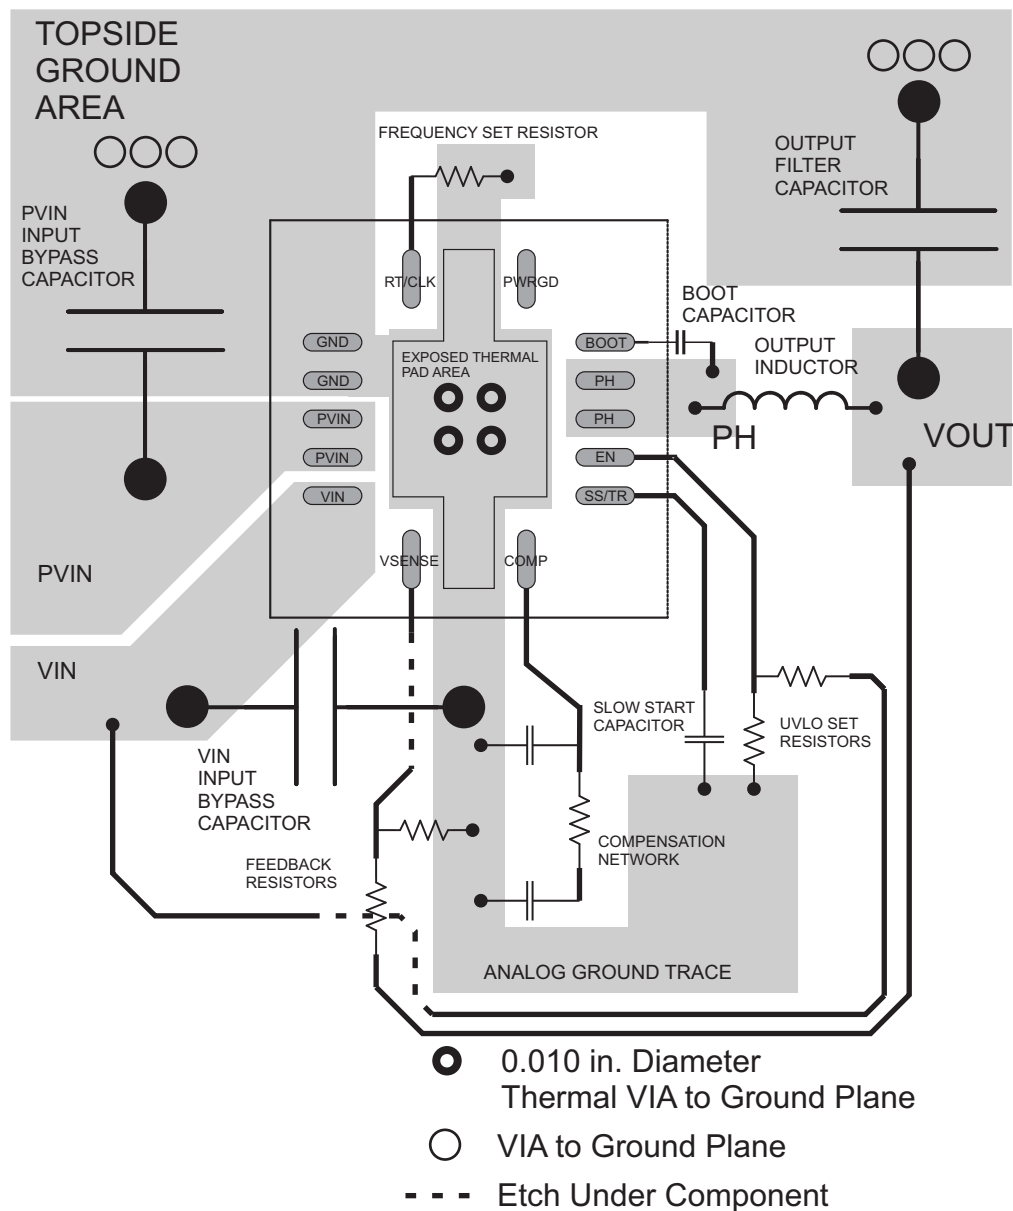 TOPSIDE
GROUND
AREA
FREQUENCY SET RESISTOR
OUTPUT
FILTER
CAPACITOR
PVIN
INPUT
BYPASS
CAPACITOR
RT/CLK
PWRGD
BOOT
CAPACITOR
GND
EXPOSED THERMAL
PAD AREA
BOOT
OUTPUT
INDUCTOR
GND
PH
PVIN
PH
PH
VOUT
PVIN
EN
VIN
SS/TR
VSENSE
COMP
PVIN
VIN
SLOW START
CAPACITOR
UVLO SET
RESISTORS
VIN
INPUT
BYPASS
CAPACITOR
COMPENSATION
NETWORK
FEEDBACK
RESISTORS
ANALOG GROUND TRACE
0.010 in. Diameter
Thermal VIA to Ground Plane
VIA to Ground Plane
Etch Under Component